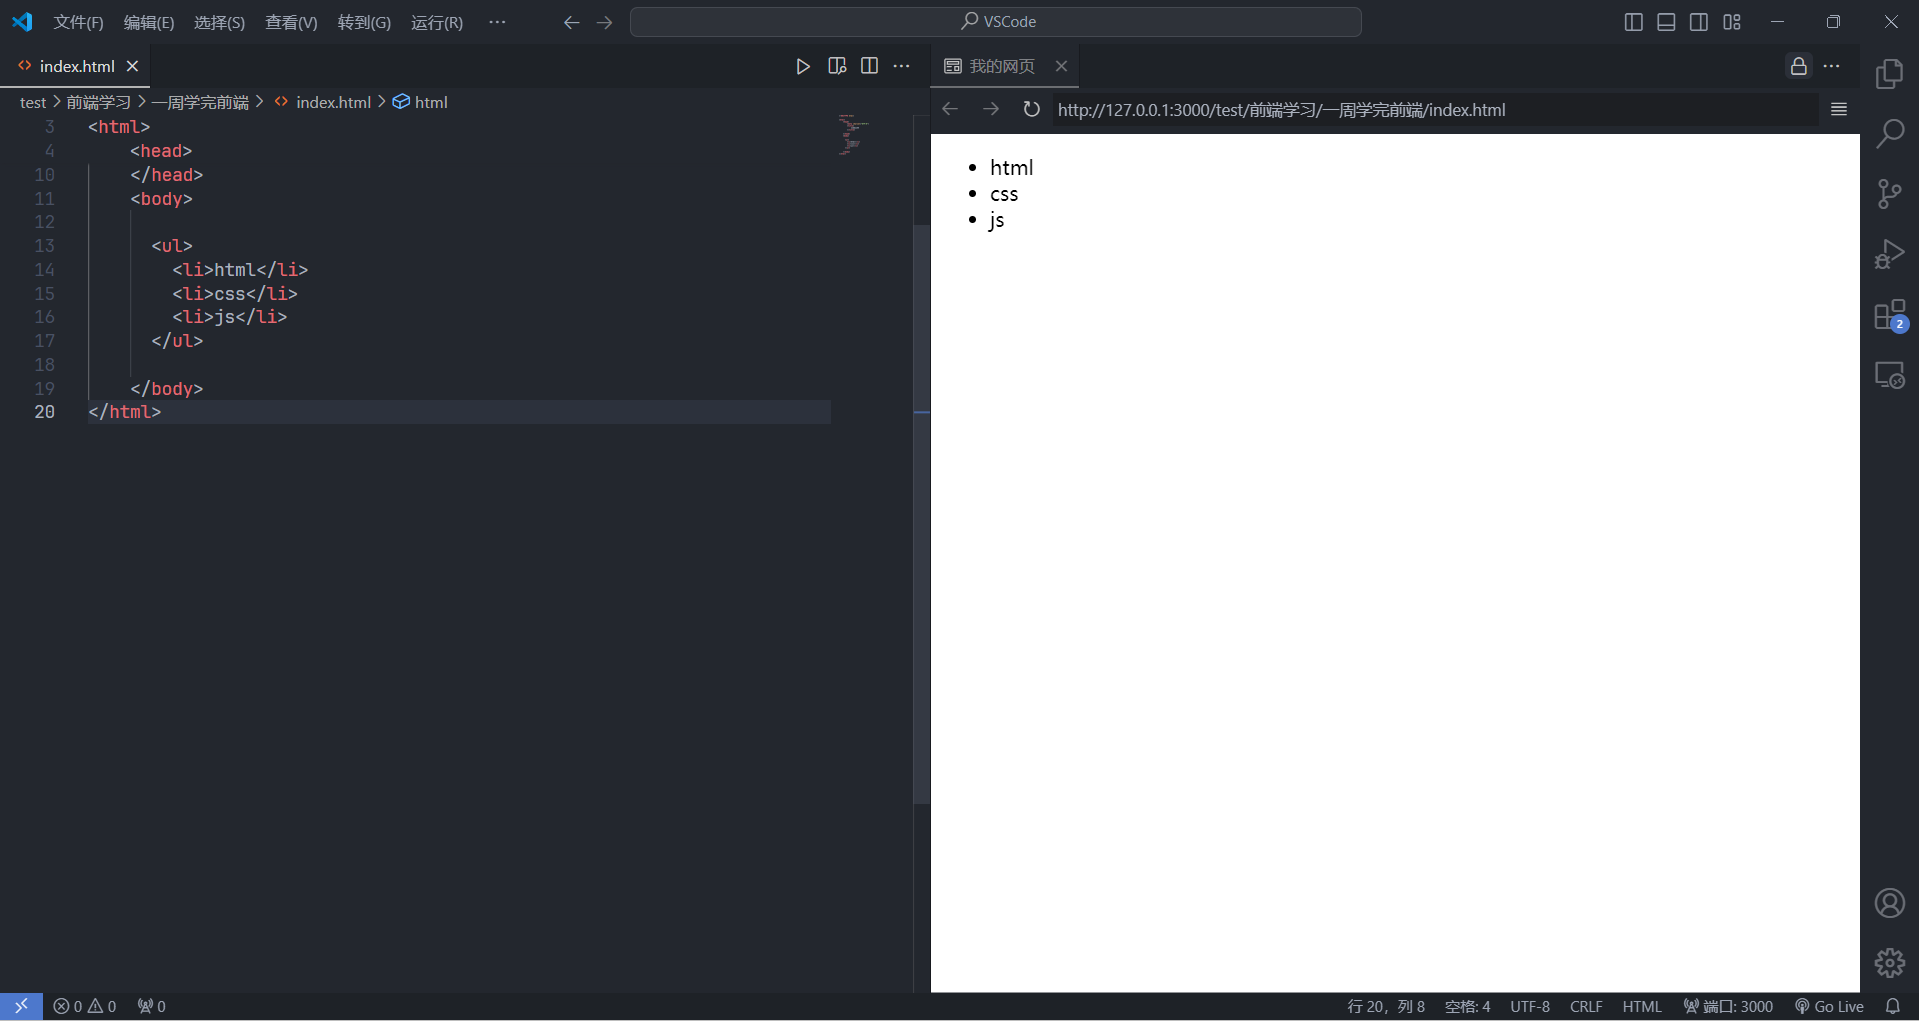 文件(F) 编辑(E) 选择(S) 查看(V) 转到(G) 运行(R) ··· VSCode
index.html
test > 前端学习 > 一周学完前端 > index.html > html
3 <html>
4 <head>
10 </head>
11 <body>
12
13 <ul>
14 <li>html</li>
15 <li>css</li>
16 <li>js</li>
17 </ul>
18
19 </body>
20 </html>
我的网页
http://127.0.0.1:3000/test/前端学习/一周学完前端/index.html
• html
• css
• js
2
0 0 0 行 20，列 8 空格: 4 UTF-8 CRLF HTML 端口: 3000 Go Live